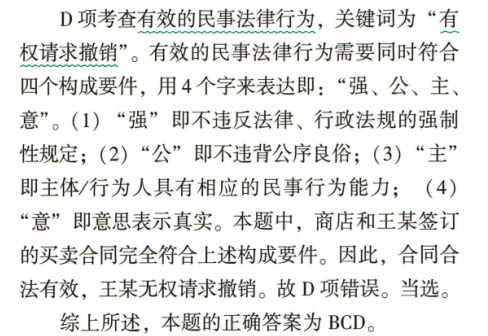 D 项考查有效的民事法律行为，关键词为“有
权请求撤销”。有效的民事法律行为需要同时符合
四个构成要件，用 4 个字来表达即：“强、公、主、
意”。(1)“强”即不违反法律、行政法规的强制
性规定；(2)“公”即不违背公序良俗；(3)“主”
即主体/行为人具有相应的民事行为能力；(4)
“意”即意思表示真实。本题中，商店和王某签订
的买卖合同完全符合上述构成要件。因此，合同合
法有效，王某无权请求撤销。故 D 项错误。当选。
综上所述，本题的正确答案为 BCD。